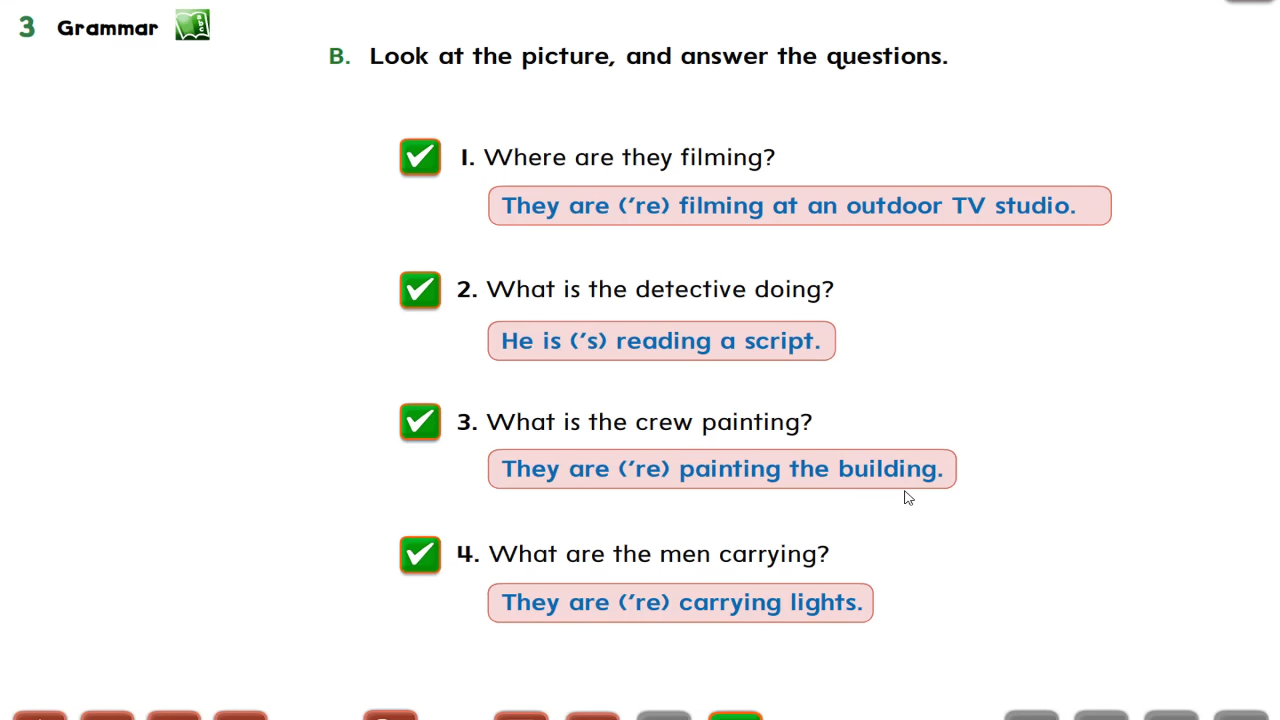 3 Grammar
B. Look at the picture, and answer the questions.
1. Where are they filming?
They are ('re) filming at an outdoor TV studio.
2. What is the detective doing?
He is ('s) reading a script.
3. What is the crew painting?
They are ('re) painting the building.
4. What are the men carrying?
They are ('re) carrying lights.